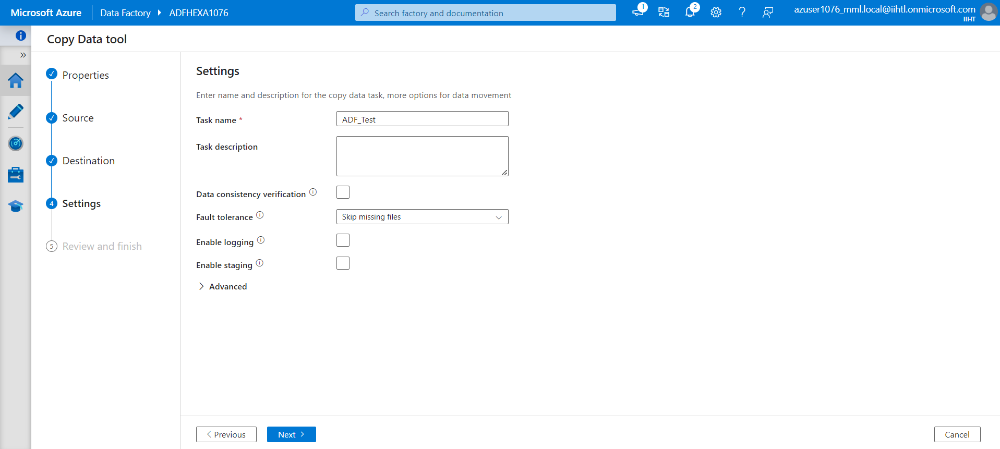 Microsoft Azure Data Factory ADFHEXA1076
Search factory and documentation
1
2
azuser1076_mml.local@iihtl.onmicrosoft.com
IIHT
Copy Data tool
Properties
Source
Destination
4 Settings
5 Review and finish
Settings
Enter name and description for the copy data task, more options for data movement
Task name * ADF_Test
Task description
Data consistency verification
Fault tolerance Skip missing files
Enable logging
Enable staging
Advanced
Previous Next Cancel